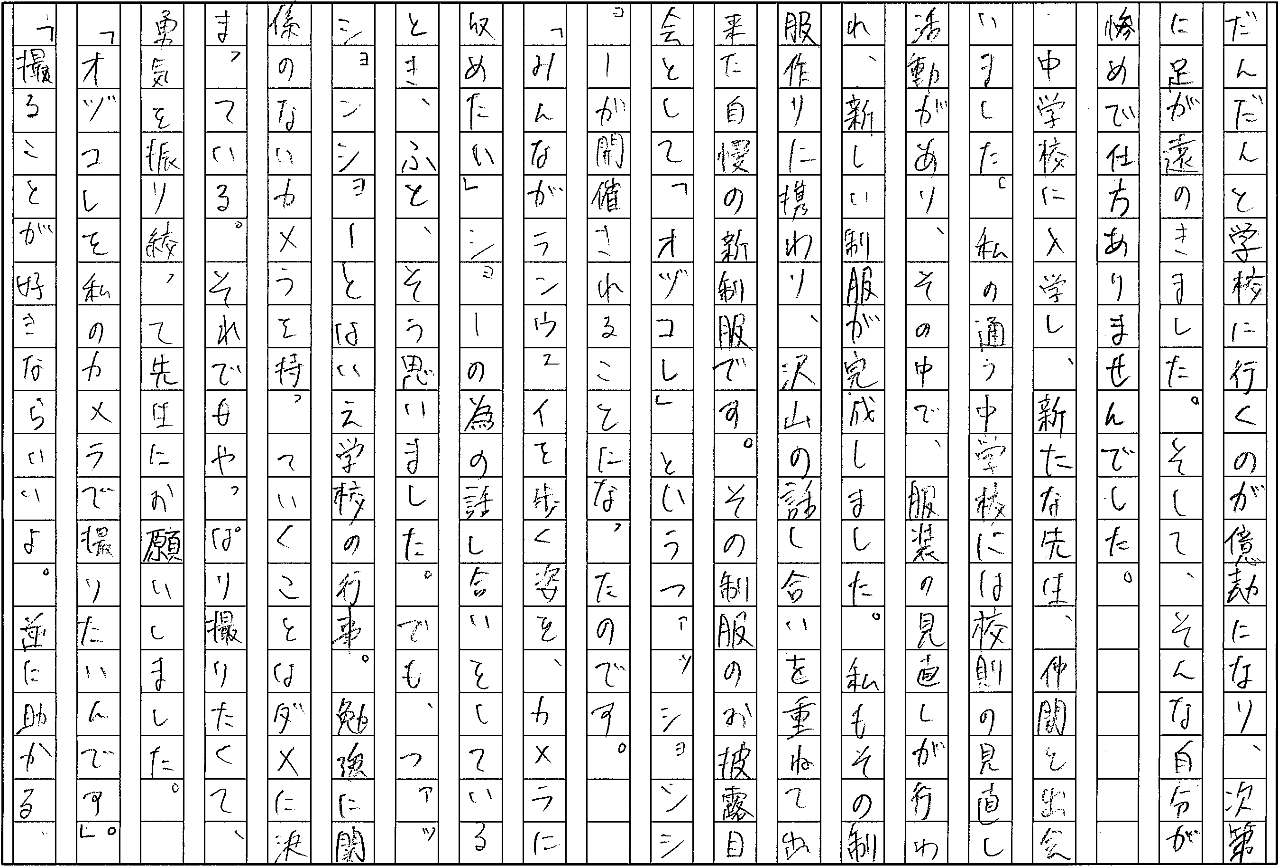 だんだんと学校に行くのが億劫になり、次第
に足が遠のきました。そして、そんな自分が
惨めで仕方ありませんでした。
中学校に入学し、新たな先生、仲間と出会
いました。私の通う中学校には校則の見直し
活動があり、その中で、服装の見直しが行わ
れ、新しい制服が完成しました。私もその制
服作りに携わり、沢山の話し合いを重ねて出
来た自慢の新制服です。その制服のお披露目
会として「オヅコレ」というファッションシ
ョーが開催されることになったのです。
「みんながランウェイを歩く姿を、カメラに
収めたい」ショーの為の話し合いをしている
とき、ふと、そう思いました。でも、ファッ
ションショーとはいえ学校の行事。勉強に関
係のないカメラを持っていくことはダメに決
まっている。それでもやっぱり撮りたくて、
勇気を振り絞って先生にお願いしました。
「オヅコレを私のカメラで撮りたいんです」。
「撮ることが好きならいいよ。逆に助かる、